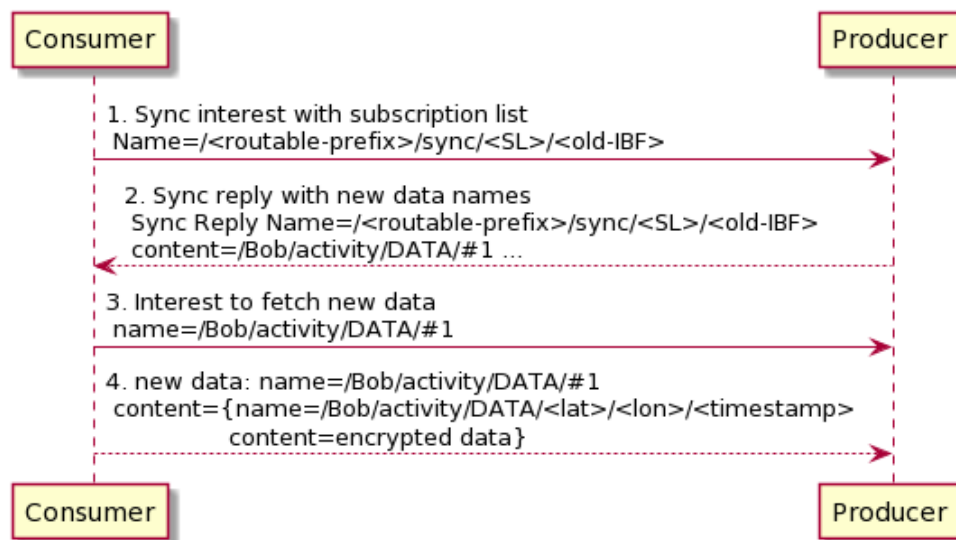 Consumer
Producer
1. Sync interest with subscription list
Name=/<routable-prefix>/sync/<SL>/<old-IBF>
2. Sync reply with new data names
Sync Reply Name=/<routable-prefix>/sync/<SL>/<old-IBF>
content=/Bob/activity/DATA/#1 ...
3. Interest to fetch new data
name=/Bob/activity/DATA/#1
4. new data: name=/Bob/activity/DATA/#1
content={name=/Bob/activity/DATA/<lat>/<lon>/<timestamp>
content=encrypted data}
Consumer
Producer